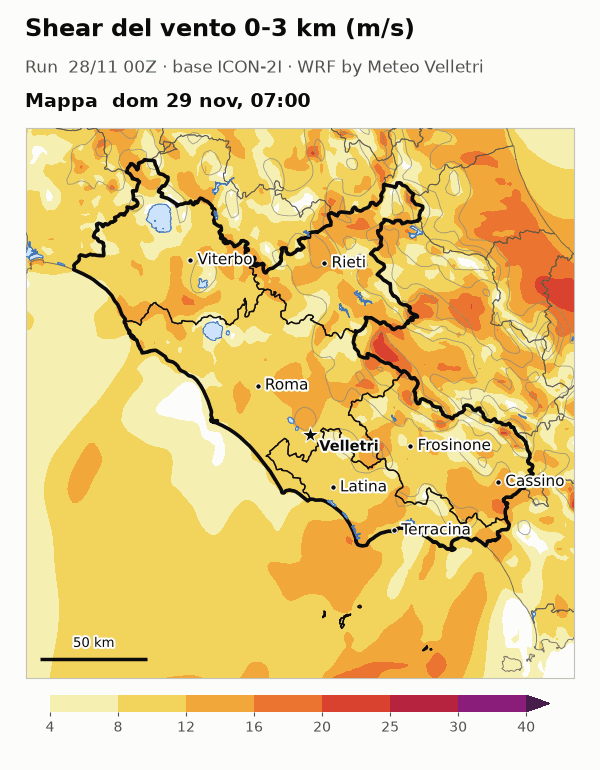 Shear del vento 0-3 km (m/s)
Run  28/11 00Z · base ICON-2I · WRF by Meteo Velletri
Mappa  dom 29 nov, 07:00
Viterbo
Rieti
Roma
Velletri
Frosinone
Cassino
Latina
Terracina
50 km
4 8 12 16 20 25 30 40